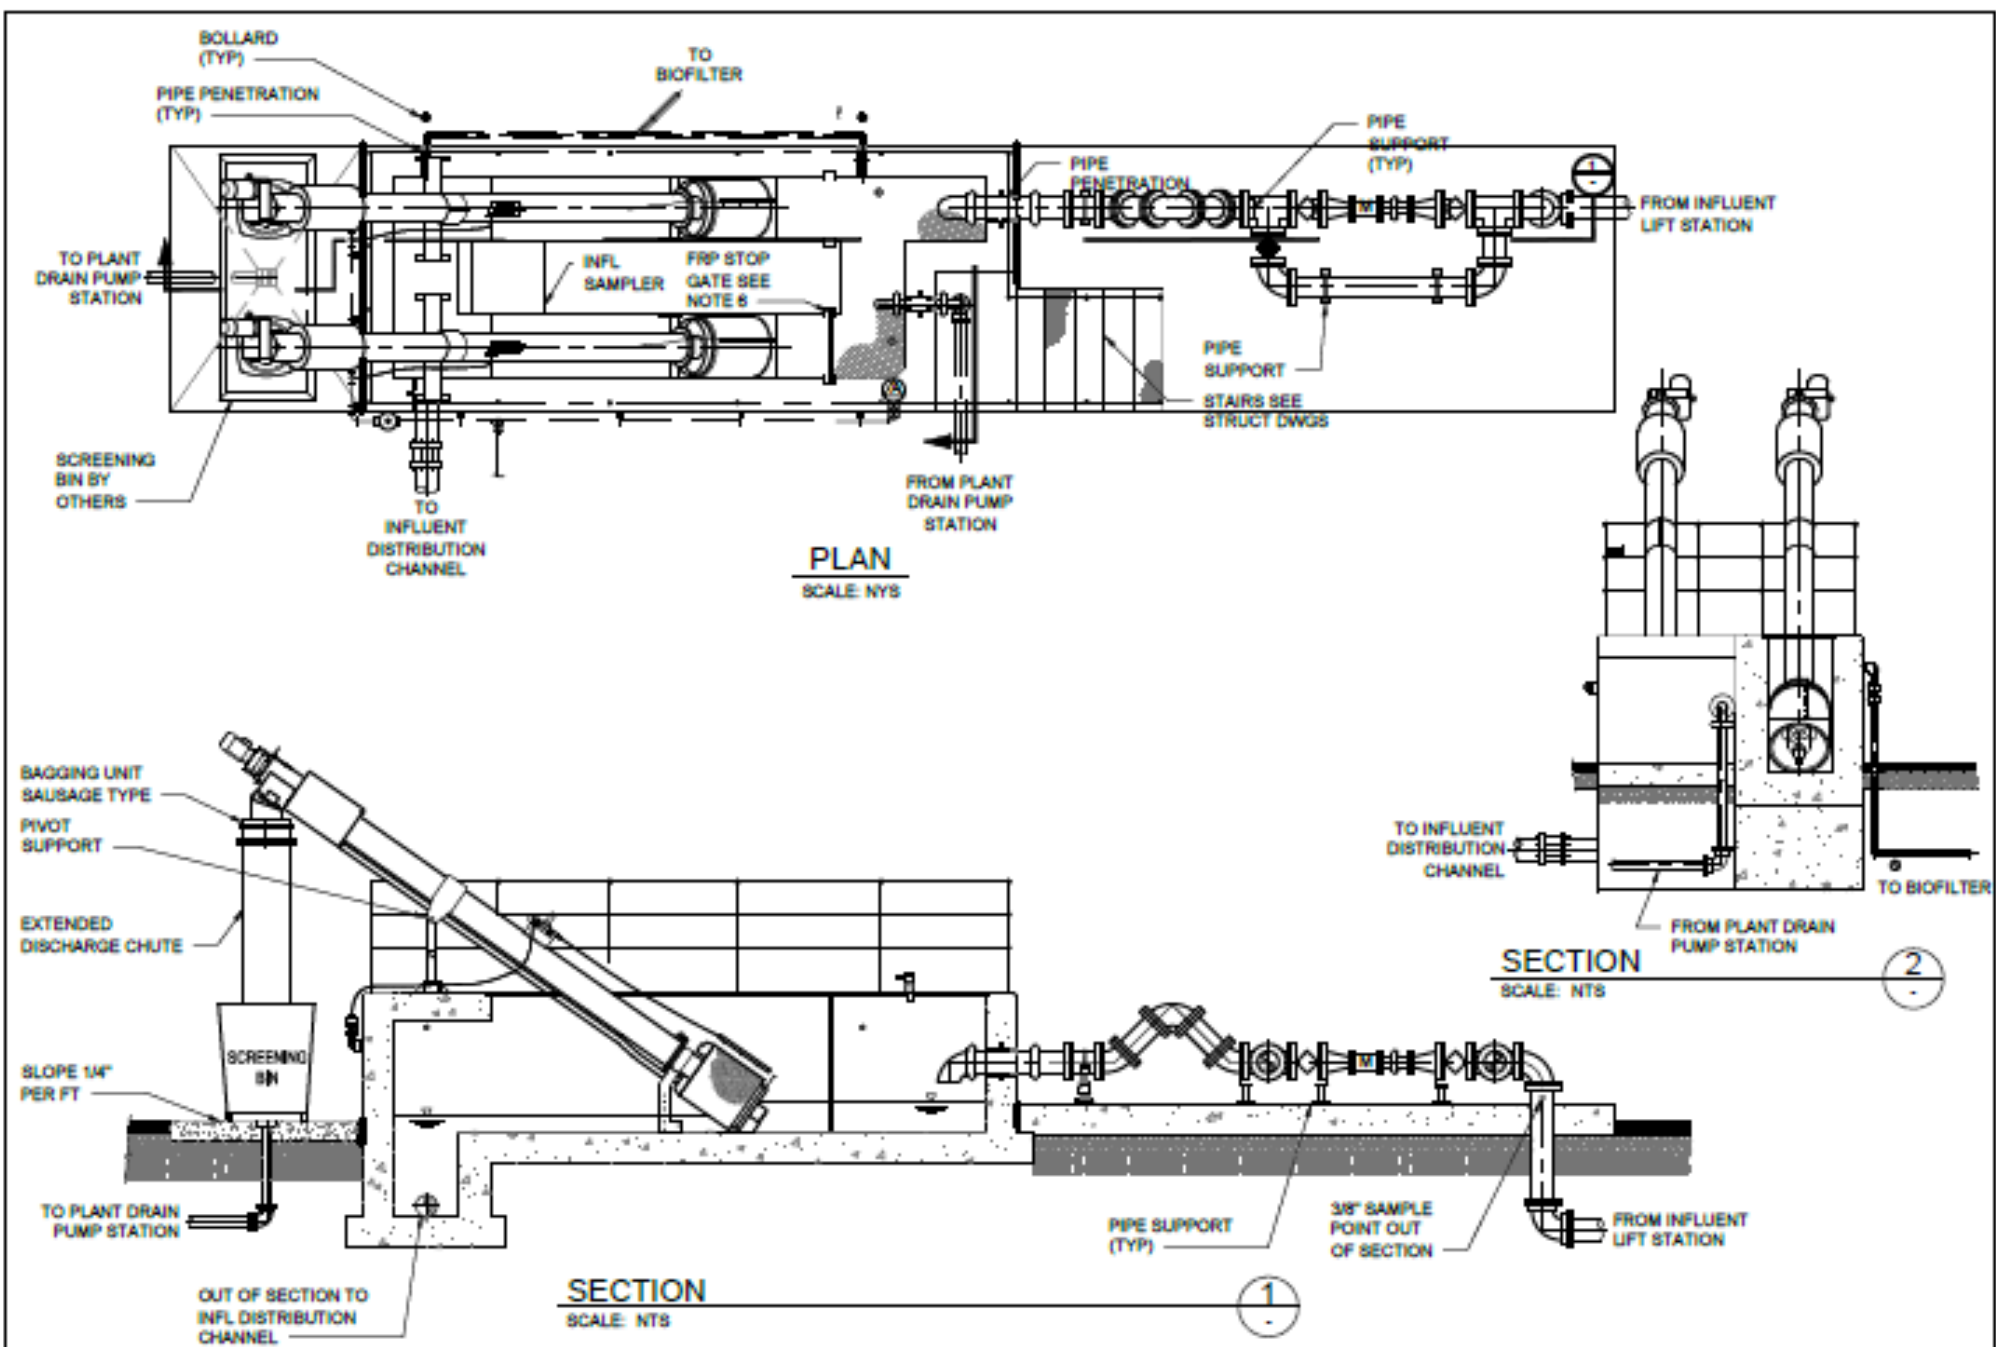 BOLLARD
(TYP)
TO
BIOFILTER
PIPE PENETRATION
(TYP)
PIPE
SUPPORT
(TYP)
PIPE
PENETRATION
1
-
FROM INFLUENT
LIFT STATION
TO PLANT
DRAIN PUMP
STATION
INFL
SAMPLER
FRP STOP
GATE SEE
NOTE 6
M
PIPE
SUPPORT
STAIRS SEE
STRUCT DWGS
SCREENING
BIN BY
OTHERS
TO
INFLUENT
DISTRIBUTION
CHANNEL
FROM PLANT
DRAIN PUMP
STATION
PLAN
SCALE: NYS
TO INFLUENT
DISTRIBUTION
CHANNEL
TO BIOFILTER
FROM PLANT DRAIN
PUMP STATION
SECTION
SCALE: NTS
2
-
BAGGING UNIT
SAUSAGE TYPE
PIVOT
SUPPORT
EXTENDED
DISCHARGE CHUTE
SCREENING
BIN
SLOPE 1/4"
PER FT
M
TO PLANT DRAIN
PUMP STATION
PIPE SUPPORT
(TYP)
3/8" SAMPLE
POINT OUT
OF SECTION
FROM INFLUENT
LIFT STATION
OUT OF SECTION TO
INFL DISTRIBUTION
CHANNEL
SECTION
SCALE: NTS
1
-